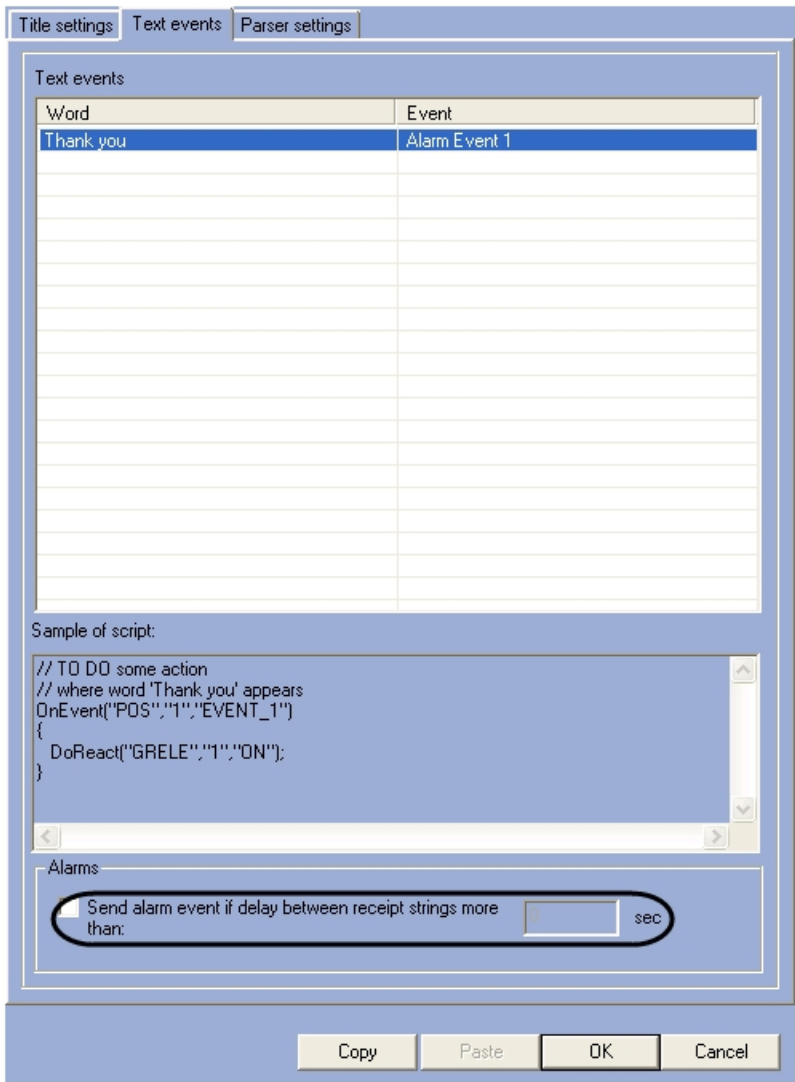 Title settings Text events Parser settings
Text events
Word Event
Thank you Alarm Event 1
Sample of script:
// TO DO some action
// where word 'Thank you' appears
OnEvent("POS","1","EVENT_1")
{
DoReact("GRELE","1","ON");
}
Alarms
Send alarm event if delay between receipt strings more
than:
sec
Copy Paste OK Cancel